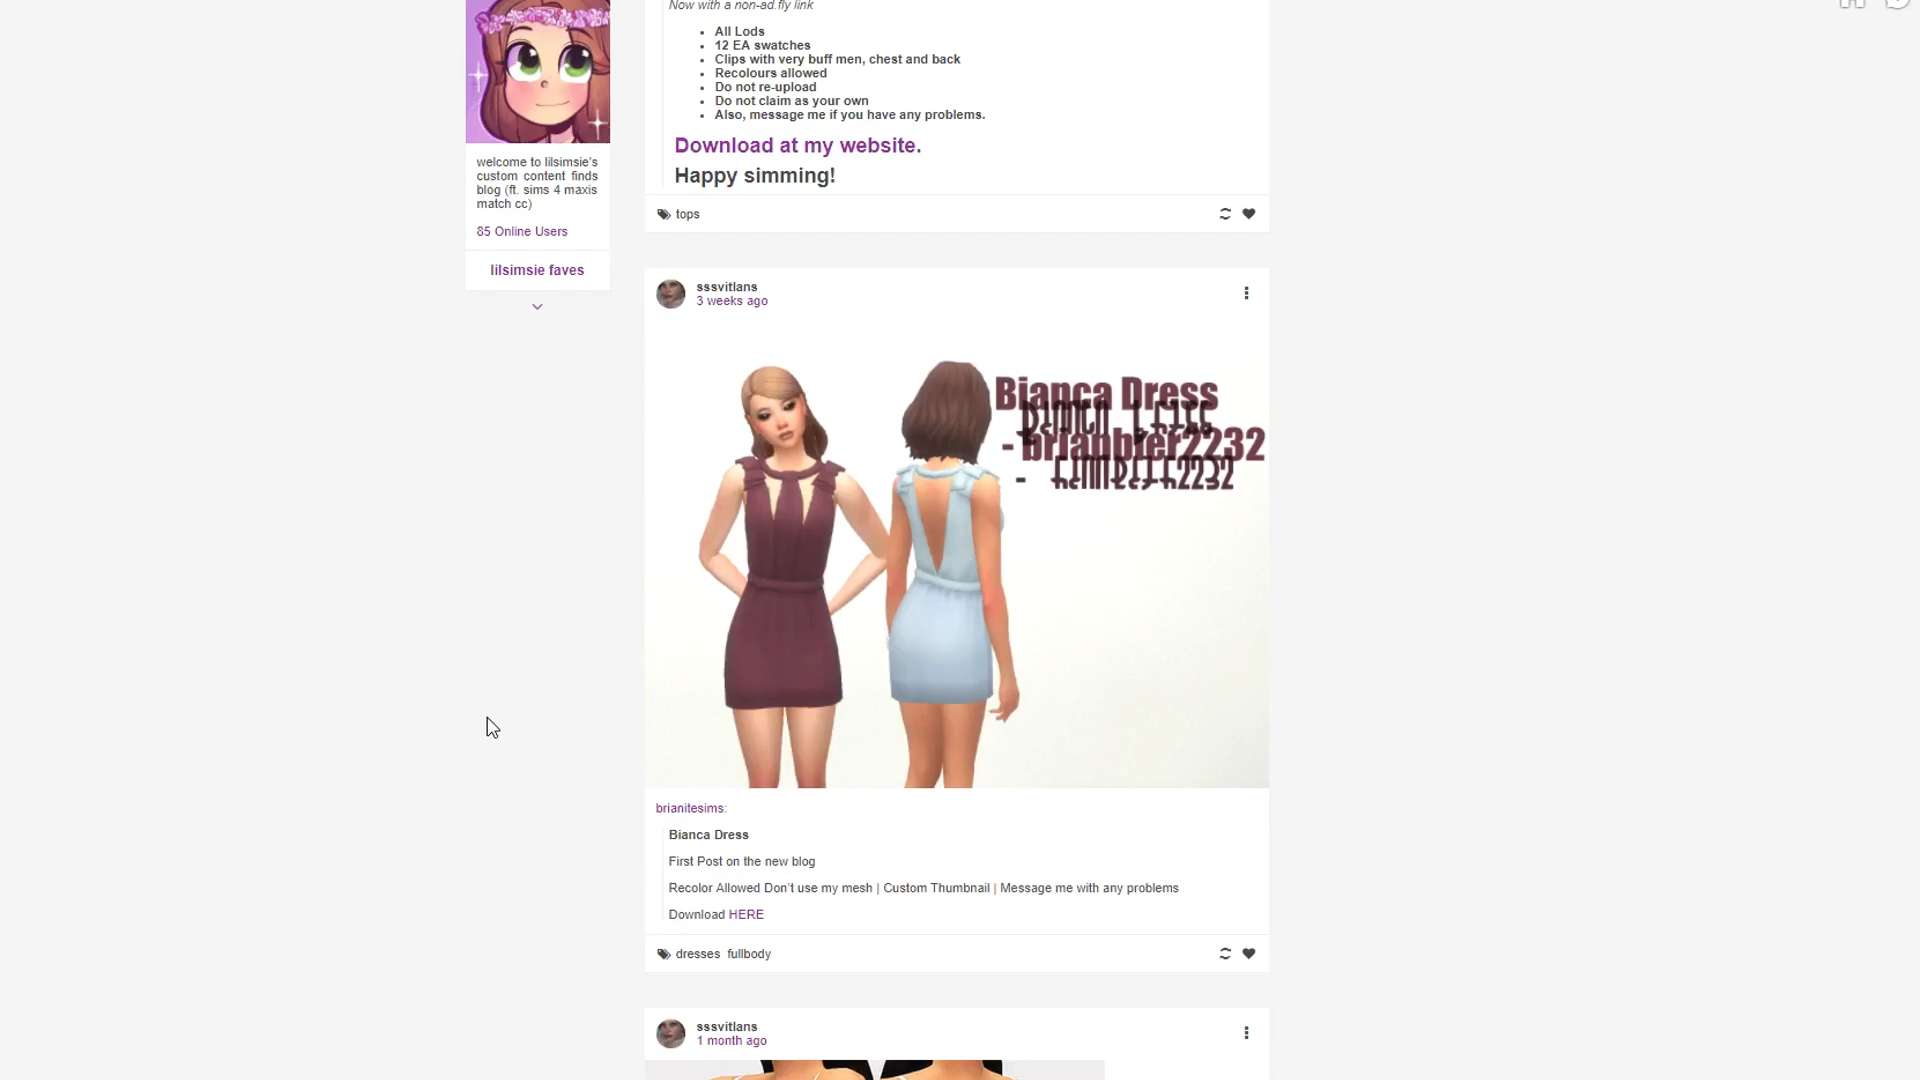 Now with a non-ad.fly link
All Lods
12 EA swatches
Clips with very buff men, chest and back
Recolours allowed
Do not re-upload
Do not claim as your own
Also, message me if you have any problems.
Download at my website.
Happy simming!
tops
welcome to lilsimsie's
custom content finds
blog (ft. sims 4 maxis
match cc)
85 Online Users
lilsimsie faves
sssvitlans
3 weeks ago
Bianca Dress
- brianbler2232
brianitesims:
Bianca Dress
First Post on the new blog
Recolor Allowed Don't use my mesh | Custom Thumbnail | Message me with any problems
Download HERE
dresses fullbody
sssvitlans
1 month ago